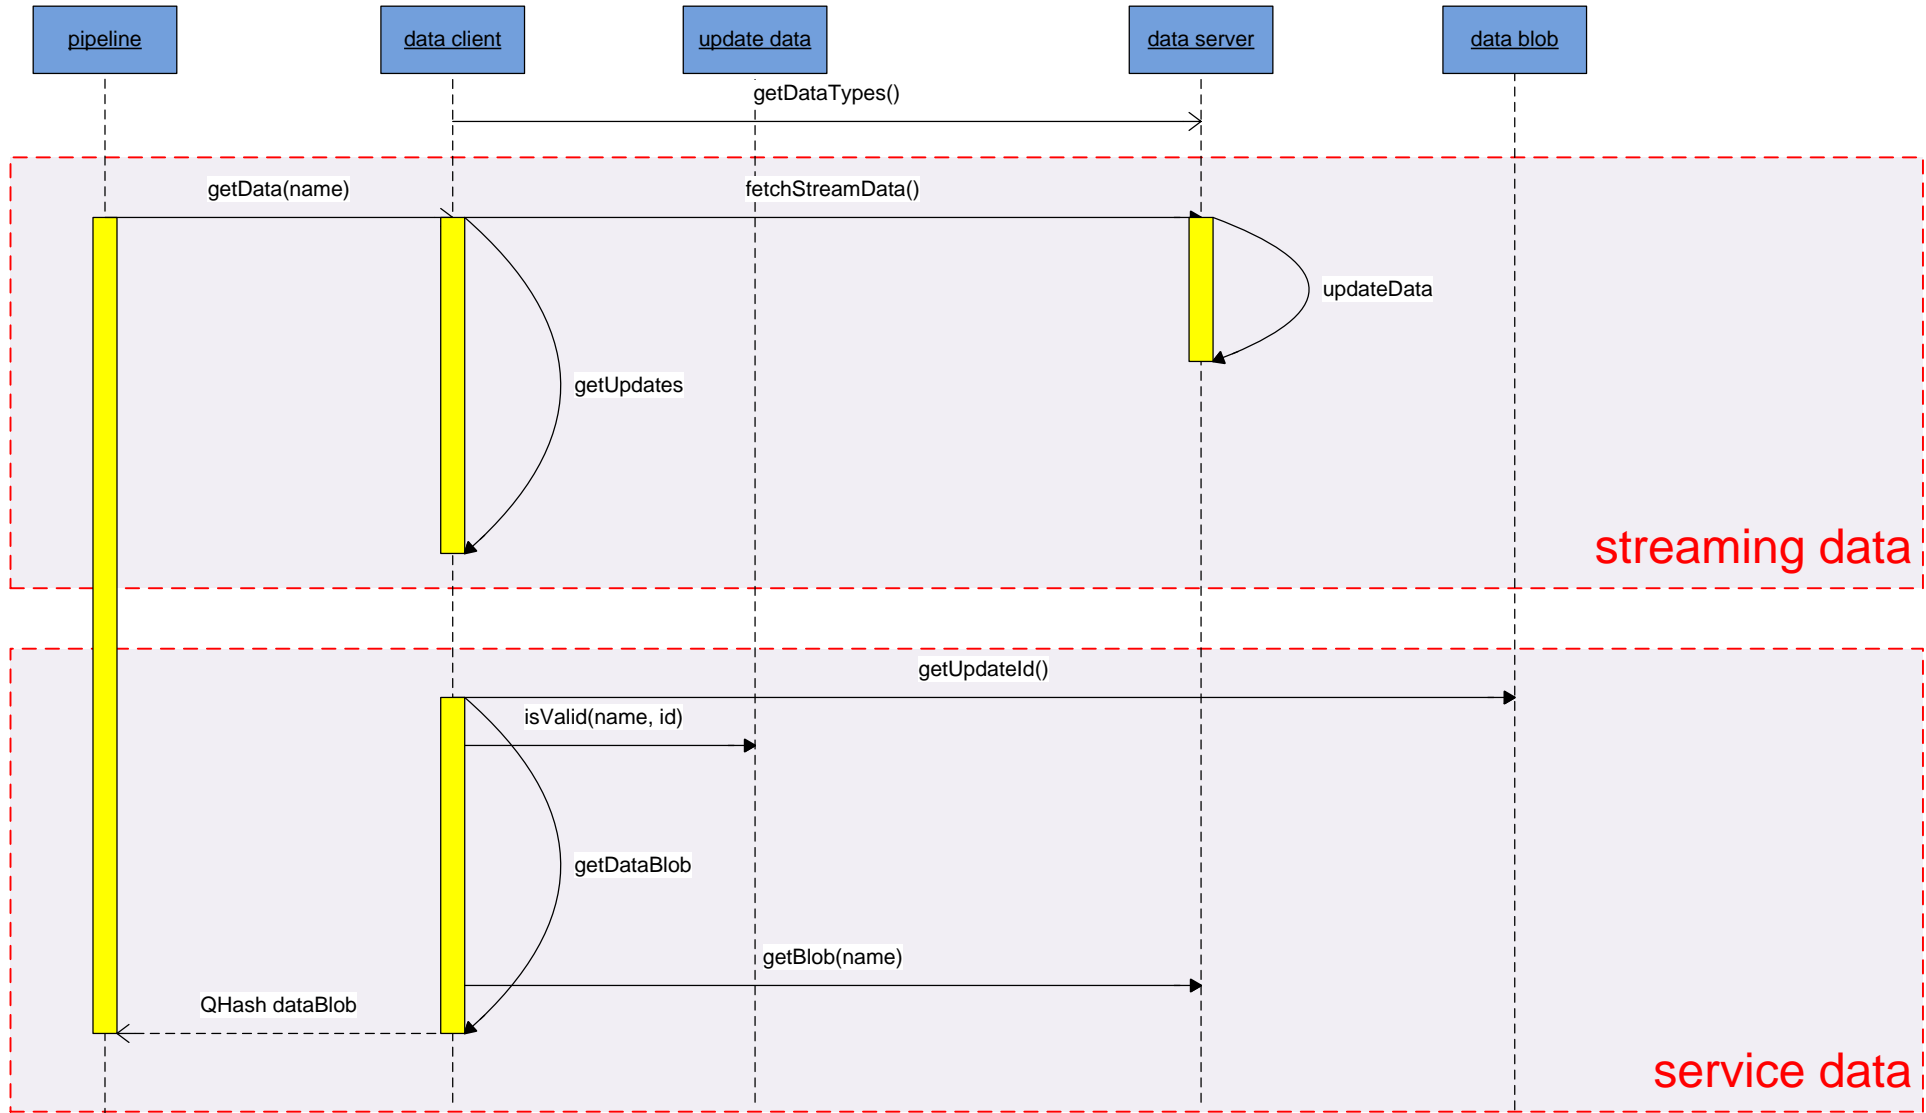 pipeline
data client
update data
data server
data blob
getDataTypes()
getData(name)
fetchStreamData()
updateData
getUpdates
streaming data
getUpdateId()
isValid(name, id)
getDataBlob
getBlob(name)
QHash dataBlob
service data